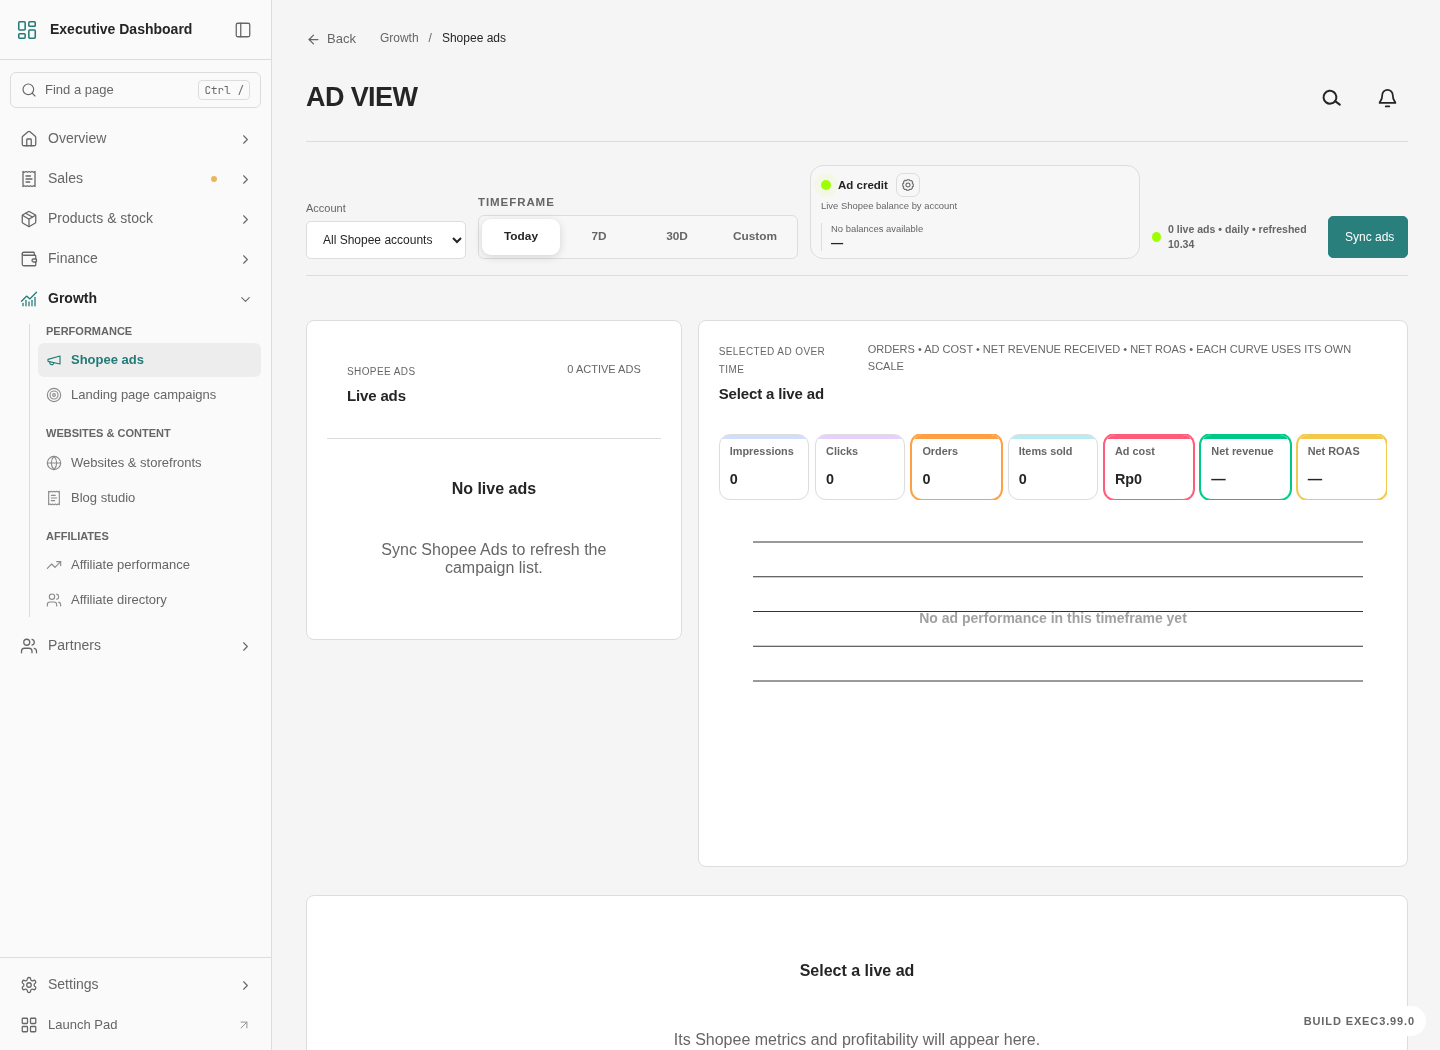 Executive Dashboard
Find a page
Ctrl /
Overview
Sales
Products & stock
Finance
Growth
PERFORMANCE
Shopee ads
Landing page campaigns
WEBSITES & CONTENT
Websites & storefronts
Blog studio
AFFILIATES
Affiliate performance
Affiliate directory
Partners
Settings
Launch Pad
Back
Growth / Shopee ads
AD VIEW
Account
All Shopee accounts
TIMEFRAME
Today
7D
30D
Custom
Ad credit
Live Shopee balance by account
No balances available
—
0 live ads • daily • refreshed
10.34
Sync ads
SHOPEE ADS
0 ACTIVE ADS
Live ads
No live ads
Sync Shopee Ads to refresh the
campaign list.
SELECTED AD OVER
TIME
Select a live ad
ORDERS • AD COST • NET REVENUE RECEIVED • NET ROAS • EACH CURVE USES ITS OWN
SCALE
Impressions
0
Clicks
0
Orders
0
Items sold
0
Ad cost
Rp0
Net revenue
—
Net ROAS
—
No ad performance in this timeframe yet
Select a live ad
Its Shopee metrics and profitability will appear here.
BUILD EXEC3.99.0